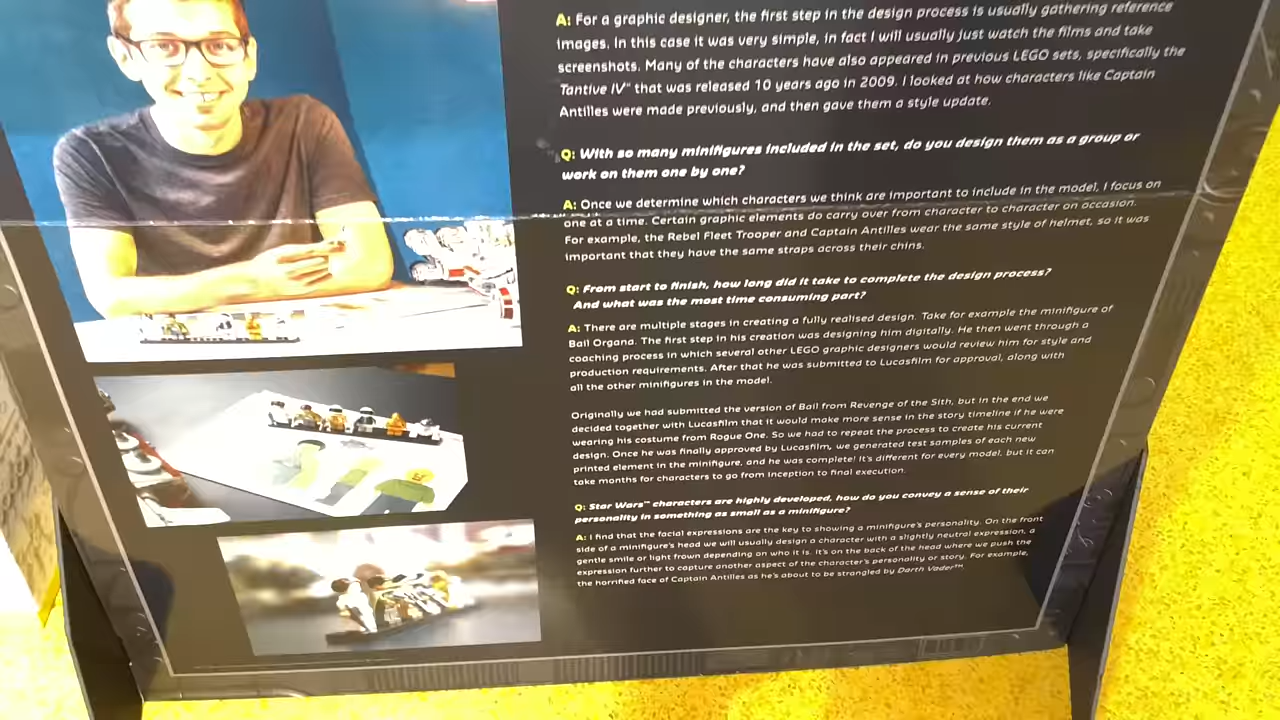 A: For a graphic designer, the first step in the design process is usually gathering reference
images. In this case it was very simple, in fact I will usually just watch the films and take
screenshots. Many of the characters have also appeared in previous LEGO sets, specifically the
Tantive IV™ that was released 10 years ago in 2009. I looked at how characters like Captain
Antilles were made previously, and then gave them a style update.
Q: With so many minifigures included in the set, do you design them as a group or
work on them one by one?
A: Once we determine which characters we think are important to include in the model, I focus on
one at a time. Certain graphic elements do carry over from character to character on occasion.
For example, the Rebel Fleet Trooper and Captain Antilles wear the same style of helmet, so it was
important that they have the same straps across their chins.
Q: From start to finish, how long did it take to complete the design process?
And what was the most time consuming part?
A: There are multiple stages in creating a fully realised design. Take for example the minifigure of
Bail Organa. The first step in his creation was designing him digitally. He then went through a
coaching process in which several other LEGO graphic designers would review him for style and
production requirements. After that he was submitted to Lucasfilm for approval, along with
all the other minifigures in the model.
Originally we had submitted the version of Bail from Revenge of the Sith, but in the end we
decided together with Lucasfilm that it would make more sense in the story timeline if he were
wearing his costume from Rogue One. So we had to repeat the process to create his current
design. Once he was finally approved by Lucasfilm, we generated test samples of each new
printed element in the minifigure, and he was complete! It's different for every model, but it can
take months for characters to go from inception to final execution.
Q: Star Wars™ characters are highly developed, how do you convey a sense of their
personality in something as small as a minifigure?
A: I find that the facial expressions are the key to showing a minifigure's personality. On the front
side of a minifigure's head we will usually design a character with a slightly neutral expression, a
gentle smile or light frown depending on who it is. It's on the back of the head where we push the
expression further to capture another aspect of the character's personality or story. For example,
the horrified face of Captain Antilles as he's about to be strangled by Darth Vader™.